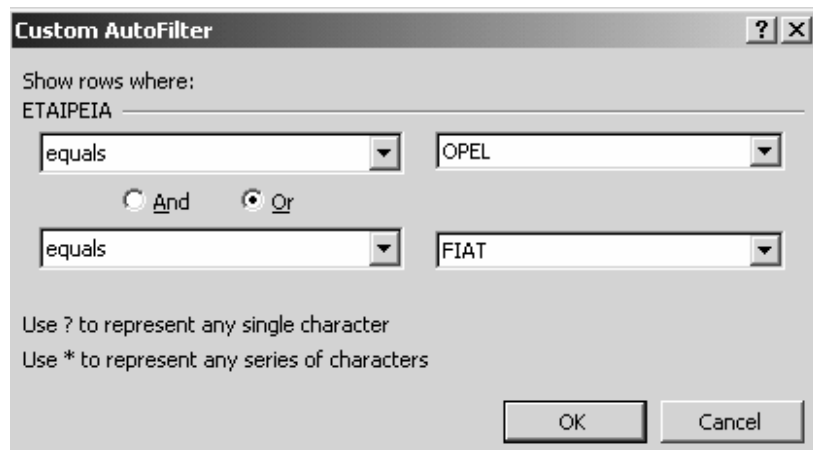 Custom AutoFilter ? X
Show rows where:
ΕΤΑΙΡΕΙΑ
equals OPEL
And Or
equals FIAT
Use ? to represent any single character
Use * to represent any series of characters
OK Cancel